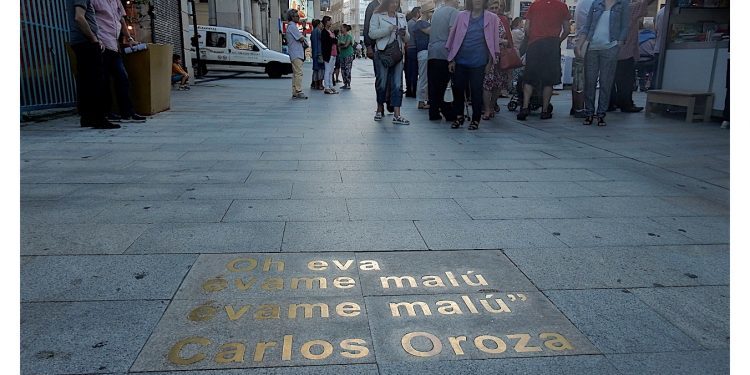 Oh eva
évame malú
évame malú"
Carlos Oroza